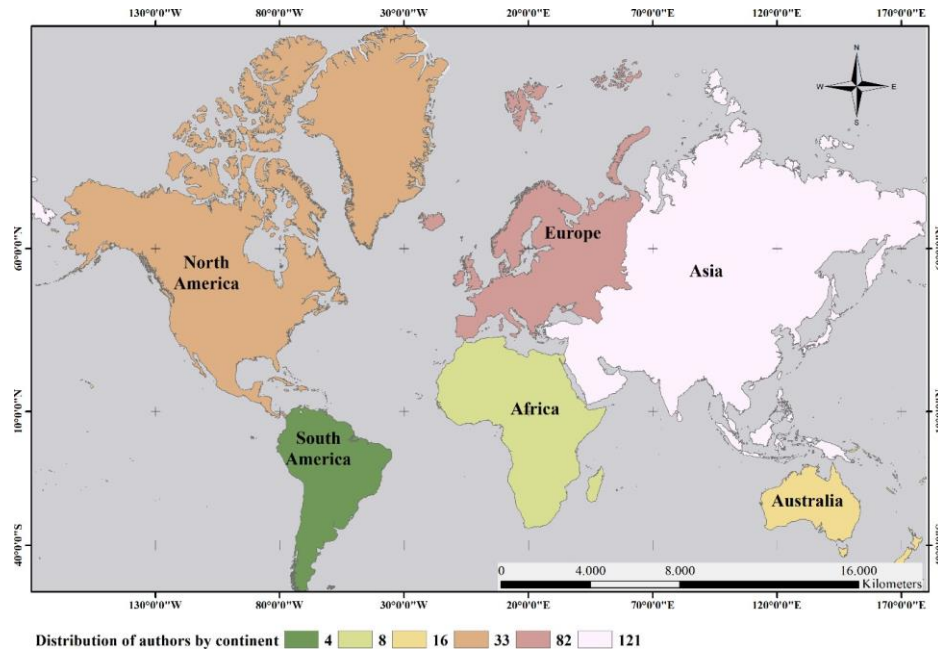 130°0'0"W 80°0'0"W 30°0'0"W 20°0'0"E 70°0'0"E 120°0'0"E 170°0'0"E
N
W E
S
60°0'0"N
Europe
North
America
Asia
10°0'0"N
Africa
South
America
Australia
40°0'0"S
0 4,000 8,000 16,000
Kilometers
130°0'0"W 80°0'0"W 30°0'0"W 20°0'0"E 70°0'0"E 120°0'0"E 170°0'0"E
Distribution of authors by continent 4 8 16 33 82 121